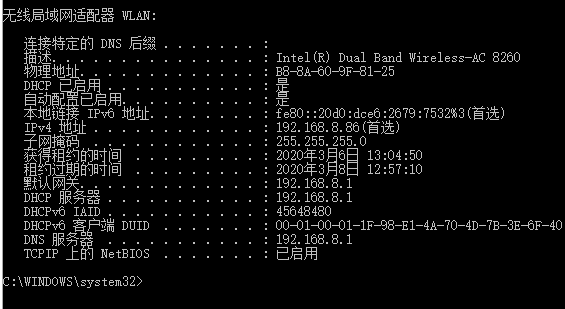 无线局域网适配器 WLAN:
连接特定的 DNS 后缀 . . . . . . . :
描述. . . . . . . . . . . . . . . : Intel(R) Dual Band Wireless-AC 8260
物理地址. . . . . . . . . . . . . : B8-8A-60-9F-81-25
DHCP 已启用 . . . . . . . . . . . : 是
自动配置已启用. . . . . . . . . . : 是
本地链接 IPv6 地址. . . . . . . . : fe80::20d0:dce6:2679:7532%3(首选)
IPv4 地址 . . . . . . . . . . . . : 192.168.8.86(首选)
子网掩码 . . . . . . . . . . . . : 255.255.255.0
获得租约的时间 . . . . . . . . . : 2020年3月6日 13:04:50
租约过期的时间 . . . . . . . . . : 2020年3月8日 12:57:10
默认网关. . . . . . . . . . . . . : 192.168.8.1
DHCP 服务器 . . . . . . . . . . . : 192.168.8.1
DHCPv6 IAID . . . . . . . . . . . : 45648480
DHCPv6 客户端 DUID . . . . . . . : 00-01-00-01-1F-98-E1-4A-70-4D-7B-3E-6F-40
DNS 服务器 . . . . . . . . . . . : 192.168.8.1
TCPIP 上的 NetBIOS . . . . . . . : 已启用
C:\WINDOWS\system32>